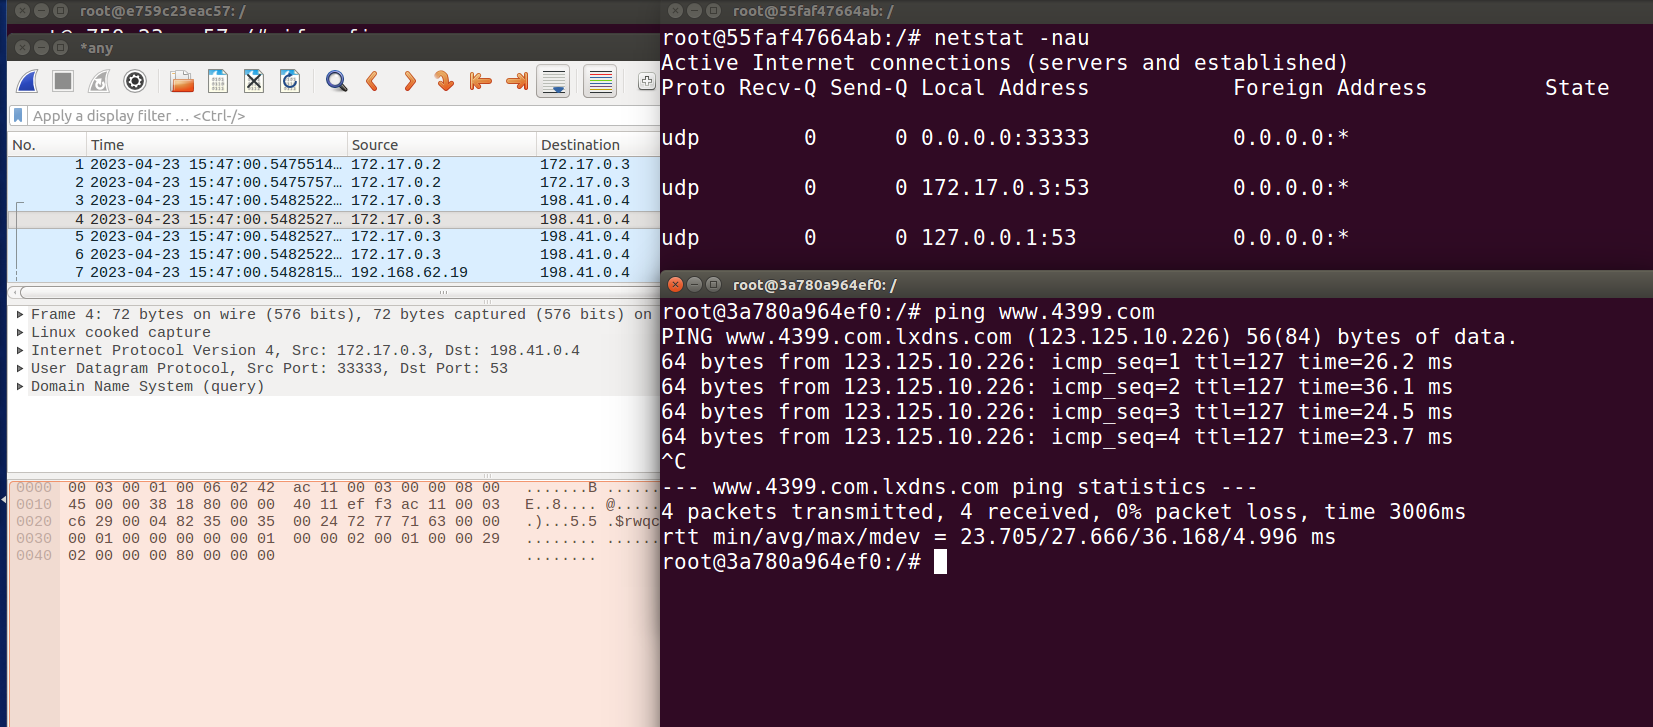 root@e759c23eac57: /
*any
Apply a display filter … <Ctrl-/>
No. Time Source Destination
1 2023-04-23 15:47:00.5475514… 172.17.0.2 172.17.0.3
2 2023-04-23 15:47:00.5475757… 172.17.0.2 172.17.0.3
3 2023-04-23 15:47:00.5482522… 172.17.0.3 198.41.0.4
4 2023-04-23 15:47:00.5482527… 172.17.0.3 198.41.0.4
5 2023-04-23 15:47:00.5482527… 172.17.0.3 198.41.0.4
6 2023-04-23 15:47:00.5482522… 172.17.0.3 198.41.0.4
7 2023-04-23 15:47:00.5482815… 192.168.62.19 198.41.0.4
Frame 4: 72 bytes on wire (576 bits), 72 bytes captured (576 bits) on
Linux cooked capture
Internet Protocol Version 4, Src: 172.17.0.3, Dst: 198.41.0.4
User Datagram Protocol, Src Port: 33333, Dst Port: 53
Domain Name System (query)
0000 00 03 00 01 00 06 02 42 ac 11 00 03 00 00 08 00 .......B ......
0010 45 00 00 38 18 80 00 00 40 11 ef f3 ac 11 00 03 E..8.... @.....
0020 c6 29 00 04 82 35 00 35 00 24 72 77 71 63 00 00 .)...5.5 .$rwqc
0030 00 01 00 00 00 00 00 01 00 00 02 00 01 00 00 29 ........ ......
0040 02 00 00 00 80 00 00 00 ........
root@55faf47664ab: /
root@55faf47664ab:/# netstat -nau
Active Internet connections (servers and established)
Proto Recv-Q Send-Q Local Address Foreign Address State
udp 0 0 0.0.0.0:33333 0.0.0.0:*
udp 0 0 172.17.0.3:53 0.0.0.0:*
udp 0 0 127.0.0.1:53 0.0.0.0:*
root@3a780a964ef0: /
root@3a780a964ef0:/# ping www.4399.com
PING www.4399.com.lxdns.com (123.125.10.226) 56(84) bytes of data.
64 bytes from 123.125.10.226: icmp_seq=1 ttl=127 time=26.2 ms
64 bytes from 123.125.10.226: icmp_seq=2 ttl=127 time=36.1 ms
64 bytes from 123.125.10.226: icmp_seq=3 ttl=127 time=24.5 ms
64 bytes from 123.125.10.226: icmp_seq=4 ttl=127 time=23.7 ms
^C
--- www.4399.com.lxdns.com ping statistics ---
4 packets transmitted, 4 received, 0% packet loss, time 3006ms
rtt min/avg/max/mdev = 23.705/27.666/36.168/4.996 ms
root@3a780a964ef0:/#